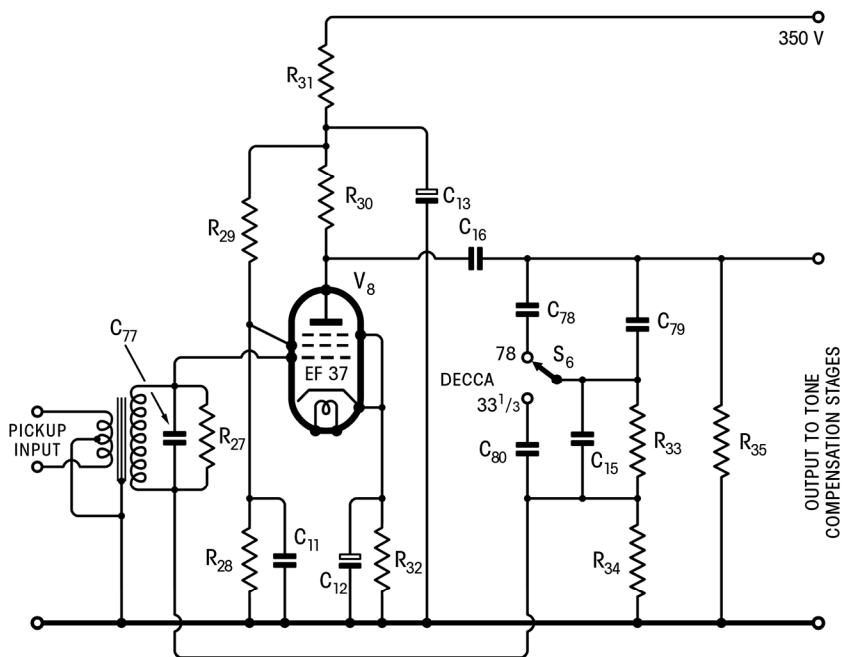 350 V
R31
R30
C13
R29
C16
V8
C78
C79
C77
EF 37
78
S6
DECCA
33 1/3
PICKUP
INPUT
R27
C80
C15
R33
R35
R28
C11
C12
R32
R34
OUTPUT TO TONE
COMPENSATION STAGES